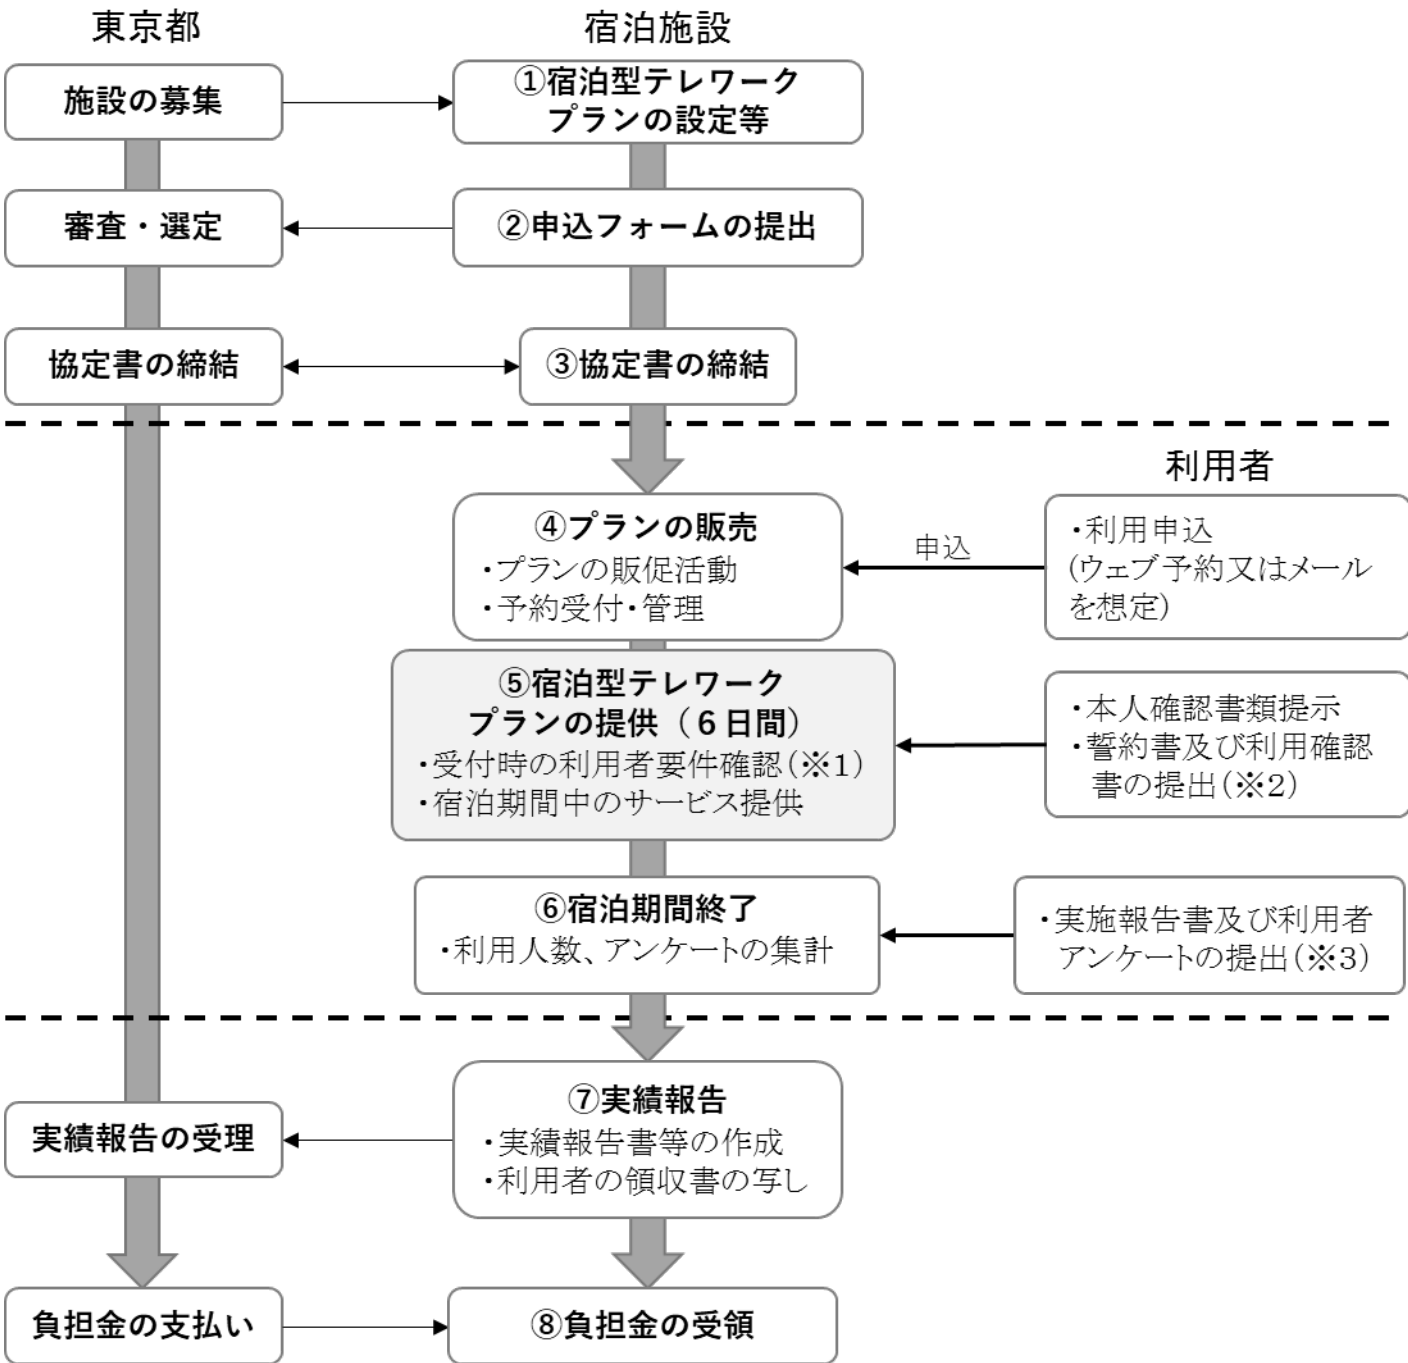 東京都
宿泊施設
施設の募集
①宿泊型テレワーク
プランの設定等
審査・選定
②申込フォームの提出
協定書の締結
③協定書の締結
利用者
④プランの販売
・プランの販促活動
・予約受付・管理
申込
・利用申込
(ウェブ予約又はメール
を想定)
⑤宿泊型テレワーク
プランの提供（６日間）
・受付時の利用者要件確認(※1)
・宿泊期間中のサービス提供
・本人確認書類提示
・誓約書及び利用確認
書の提出(※2)
⑥宿泊期間終了
・利用人数、アンケートの集計
・実施報告書及び利用者
アンケートの提出(※3)
⑦実績報告
・実績報告書等の作成
・利用者の領収書の写し
実績報告の受理
負担金の支払い
⑧負担金の受領